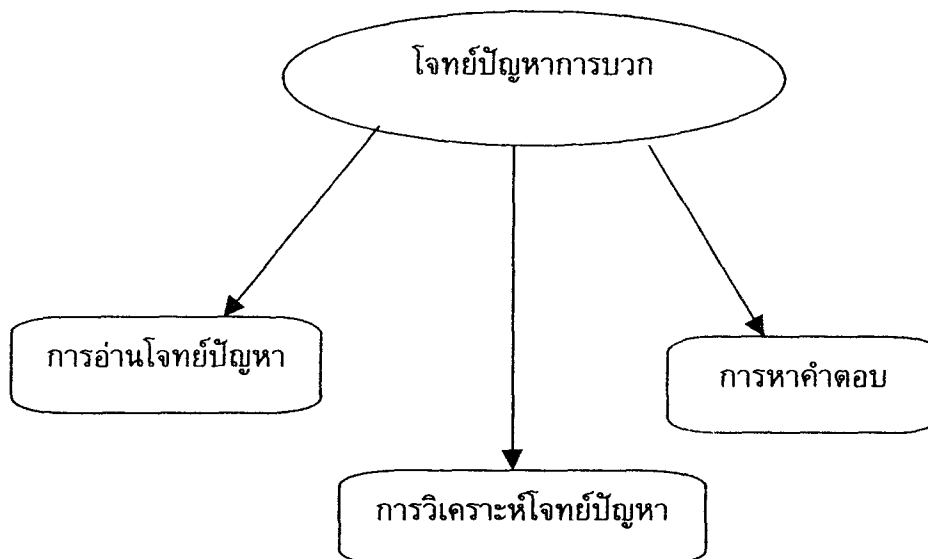 โจทย์ปัญหาการบวก
การอ่านโจทย์ปัญหา
การหาคำตอบ
การวิเคราะห์โจทย์ปัญหา